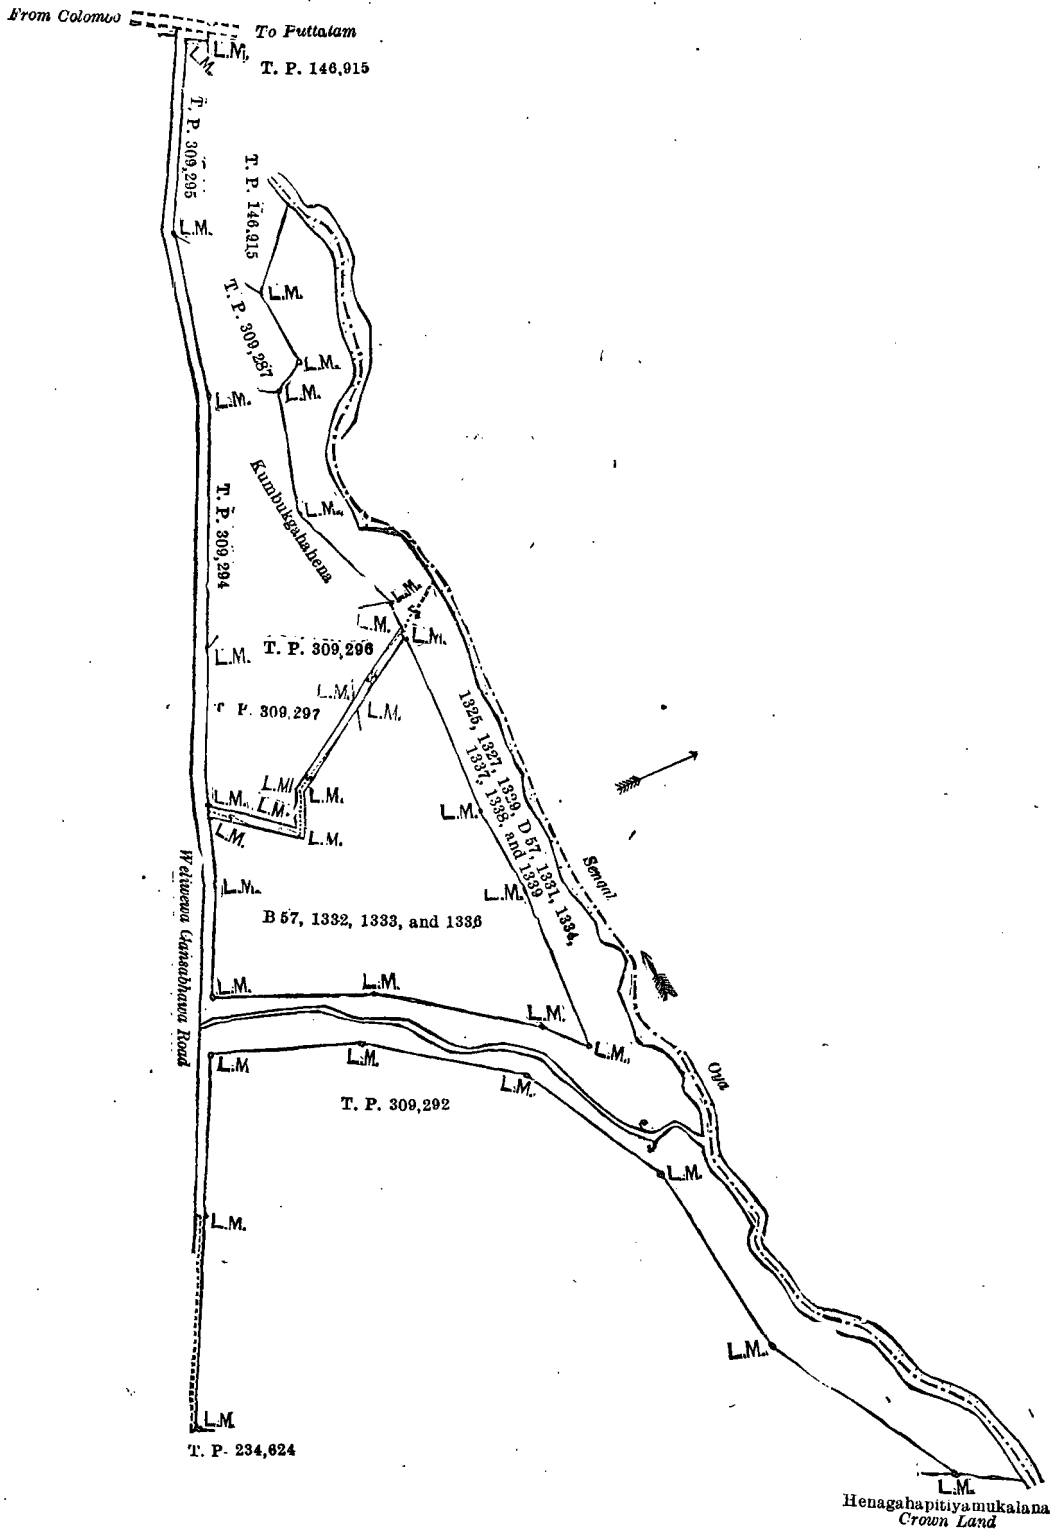 From Colombo
To Puttalam
L.M.
L.M.
T. P. 146,915
T. P. 309,295
T. P. 146,915
L.M.
L.M.
T. P. 309,287
L.M.
L.M.
L.M.
Kumbukgahahena
L.M.
T. P. 309,294
L.M.
L.M.
L.M.
L.M.
T. P. 309,296
L.M.
L.M.
T. P. 309,297
1325, 1327, 1329, D 57, 1331, 1334,
1337, 1338, and 1339
L.M.
L.M.
L.M.
L.M.
L.M.
L.M.
L.M.
L.M.
Sengal
L.M.
L.M.
B 57, 1332, 1333, and 1336
Weliwewa Gansabhawa Road
L.M.
L.M.
L.M.
L.M.
L.M.
L.M.
L.M.
Oya
T. P. 309,292
L.M.
L.M.
L.M.
L.M.
T. P. 234,624
L.M.
Henagahapitiyamukalana
Crown Land